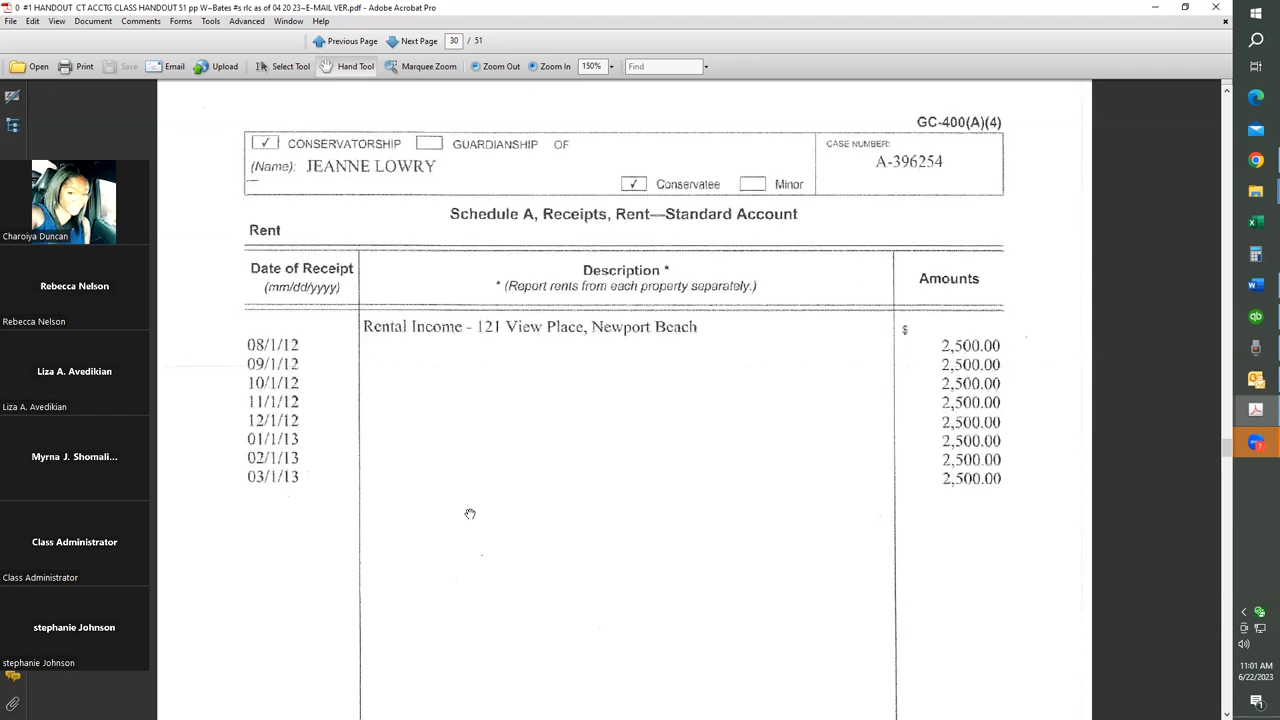 0 #1 HANDOUT CT ACCTG CLASS HANDOUT 51 pp W~Bates #s rlc as of 04 20 23~E-MAIL VER.pdf - Adobe Acrobat Pro
File Edit View Document Comments Forms Tools Advanced Window Help
Previous Page Next Page 30 / 51
Open Print Save Email Upload Select Tool Hand Tool Marquee Zoom Zoom Out Zoom In 150% Find
GC-400(A)(4)
✓ CONSERVATORSHIP GUARDIANSHIP OF
CASE NUMBER:
(Name): JEANNE LOWRY
A-396254
✓ Conservatee Minor
Schedule A, Receipts, Rent—Standard Account
Rent
Date of Receipt
(mm/dd/yyyy)
Description *
* (Report rents from each property separately.)
Amounts
Rental Income - 121 View Place, Newport Beach
$
08/1/12 2,500.00
09/1/12 2,500.00
10/1/12 2,500.00
11/1/12 2,500.00
12/1/12 2,500.00
01/1/13 2,500.00
02/1/13 2,500.00
03/1/13 2,500.00
Charoiya Duncan
Rebecca Nelson
Rebecca Nelson
Liza A. Avedikian
Liza A. Avedikian
Myrna J. Shomali...
Class Administrator
Class Administrator
stephanie Johnson
stephanie Johnson
11:01 AM
6/22/2023